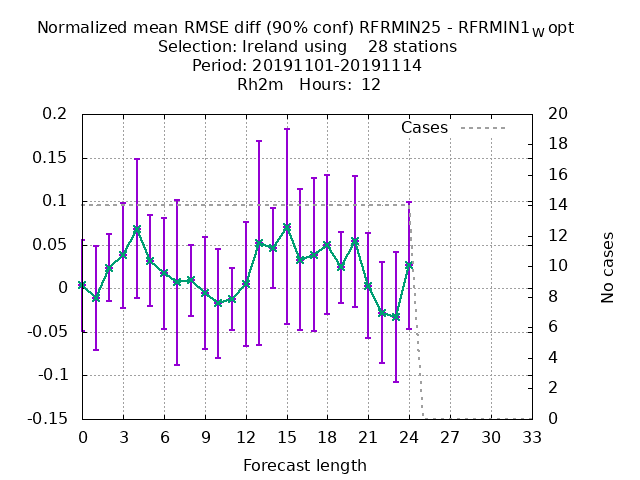 Normalized mean RMSE diff (90% conf) RFRMIN25 - RFRMIN1W opt
Selection: Ireland using 28 stations
Period: 20191101-20191114
Rh2m Hours: 12
Cases
0.2
0.15
0.1
0.05
0
-0.05
-0.1
-0.15
20
18
16
14
12
10
8
6
4
2
0
No cases
0 3 6 9 12 15 18 21 24 27 30 33
Forecast length